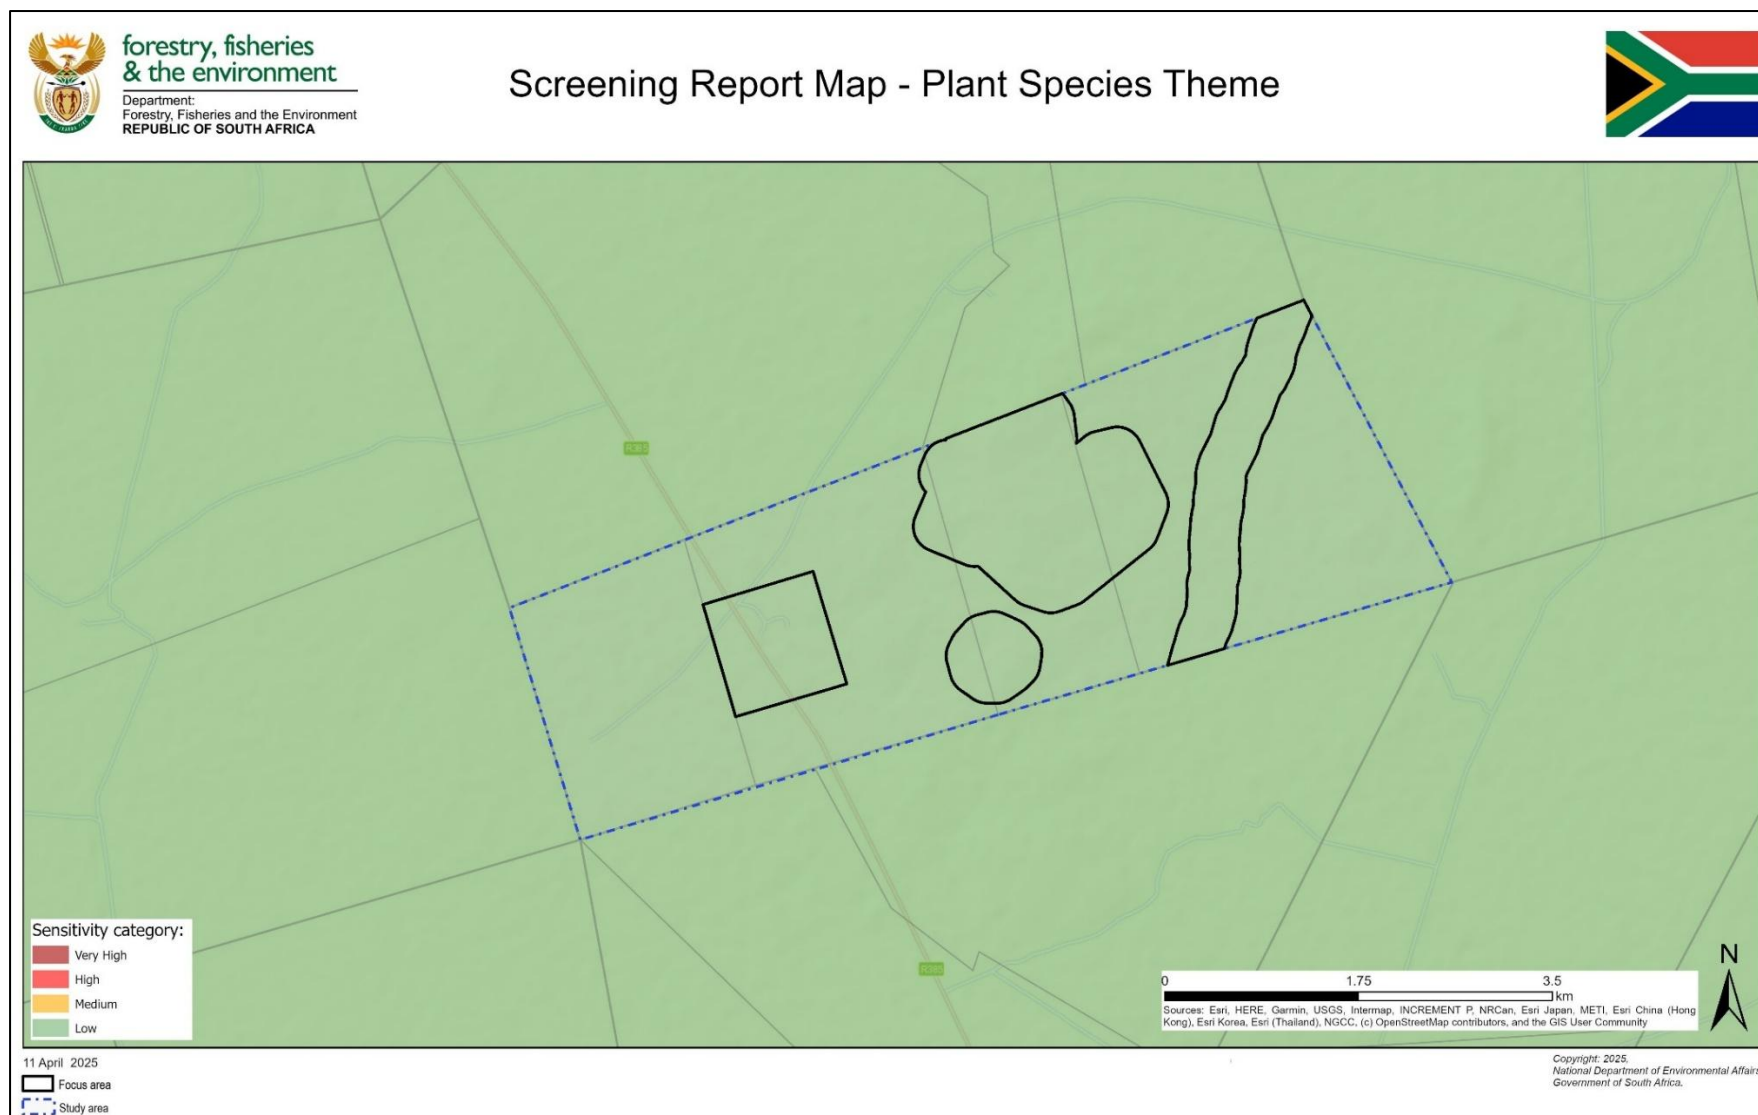 forestry, fisheries
& the environment
Department:
Forestry, Fisheries and the Environment
REPUBLIC OF SOUTH AFRICA
Screening Report Map - Plant Species Theme
Sensitivity category:
Very High
High
Medium
Low
0 1.75 3.5
km
Sources: Esri, HERE, Garmin, USGS, Intermap, INCREMENT P, NRCan, Esri Japan, METI, Esri China (Hong
Kong), Esri Korea, Esri (Thailand), NGCC, (c) OpenStreetMap contributors, and the GIS User Community
N
11 April 2025
Focus area
Study area
Copyright: 2025,
National Department of Environmental Affairs
Government of South Africa.